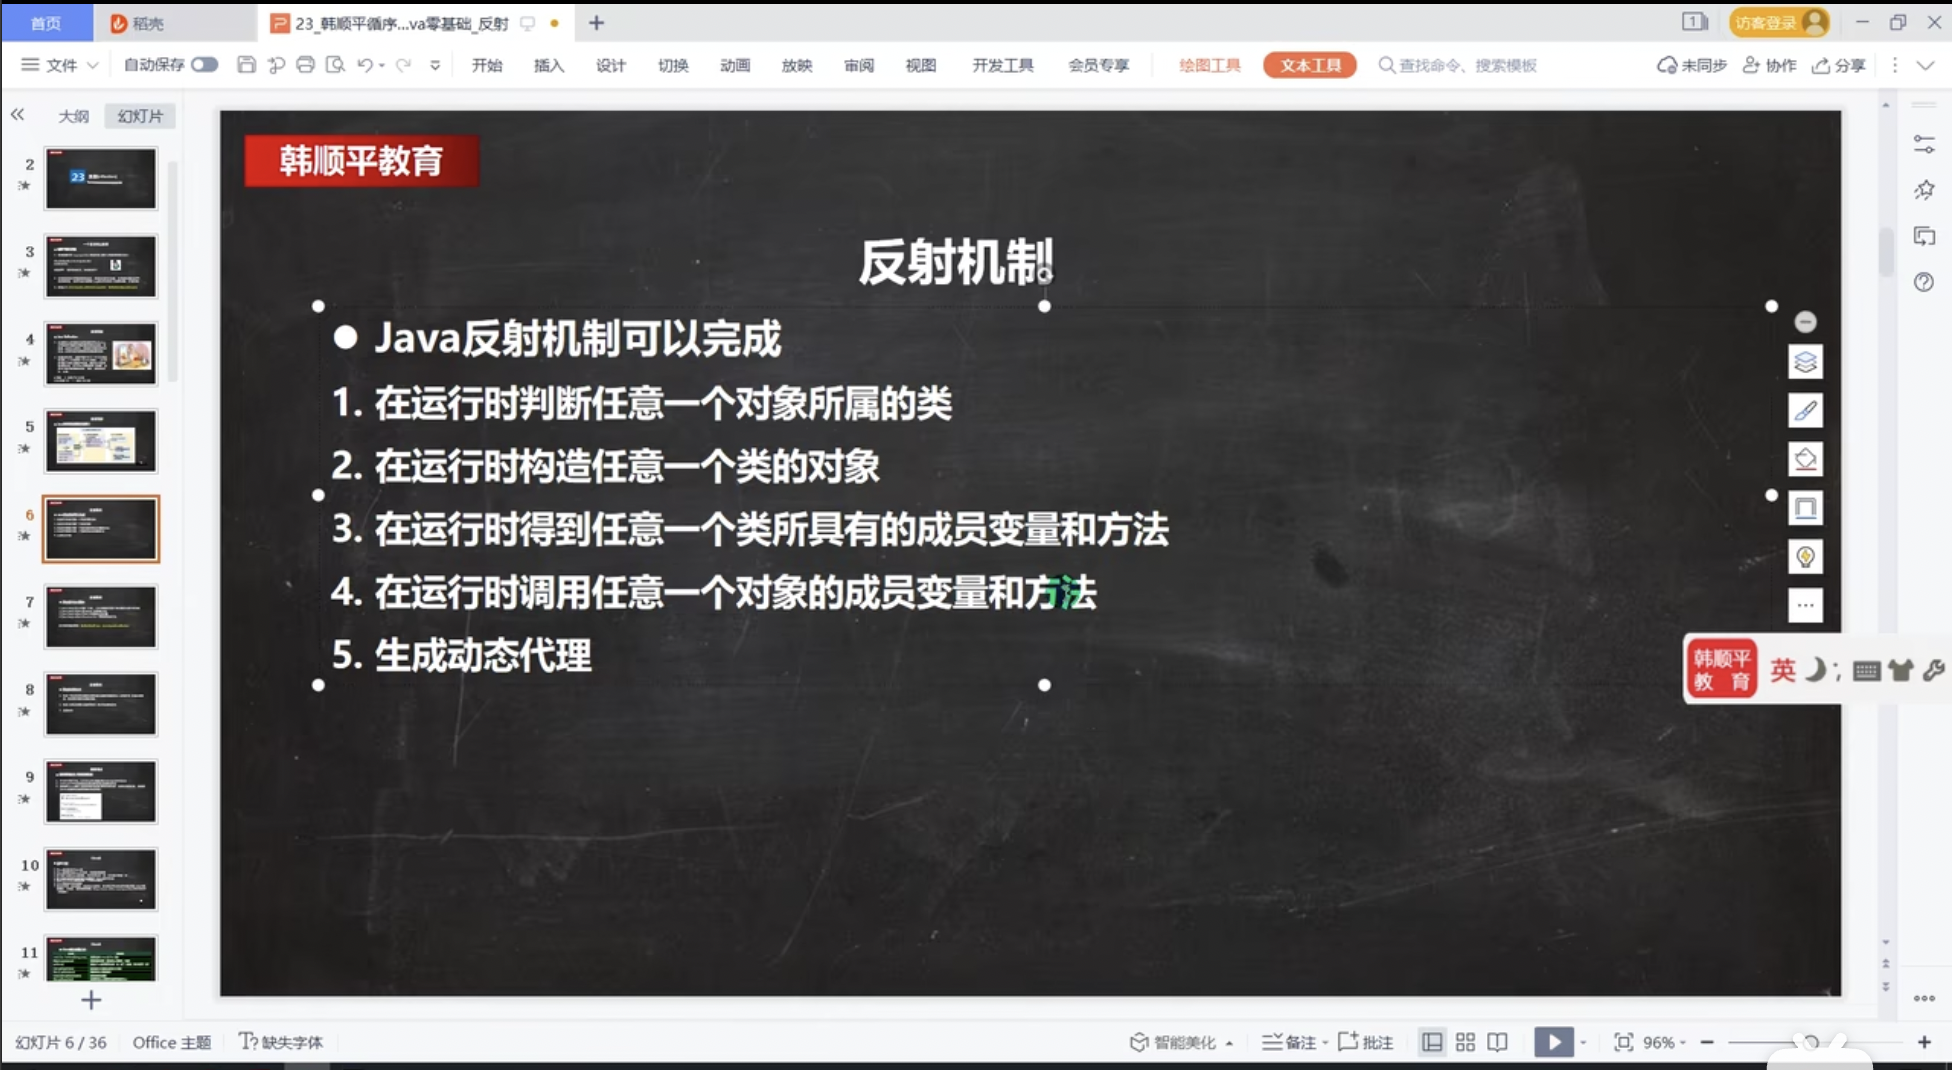 首页
稻壳
23_韩顺平循序...va零基础_反射
1
访客登录
文件
自动保存
开始
插入
设计
切换
动画
放映
审阅
视图
开发工具
会员专享
绘图工具
文本工具
查找命令、搜索模板
未同步
协作
分享
大纲
幻灯片
2
23
3
4
5
6
7
8
9
10
11
韩顺平教育
反射机制
● Java反射机制可以完成
1. 在运行时判断任意一个对象所属的类
2. 在运行时构造任意一个类的对象
3. 在运行时得到任意一个类所具有的成员变量和方法
4. 在运行时调用任意一个对象的成员变量和方法
5. 生成动态代理
韩顺平
教 育
英
幻灯片 6 / 36
Office 主题
缺失字体
智能美化
备注
批注
96%